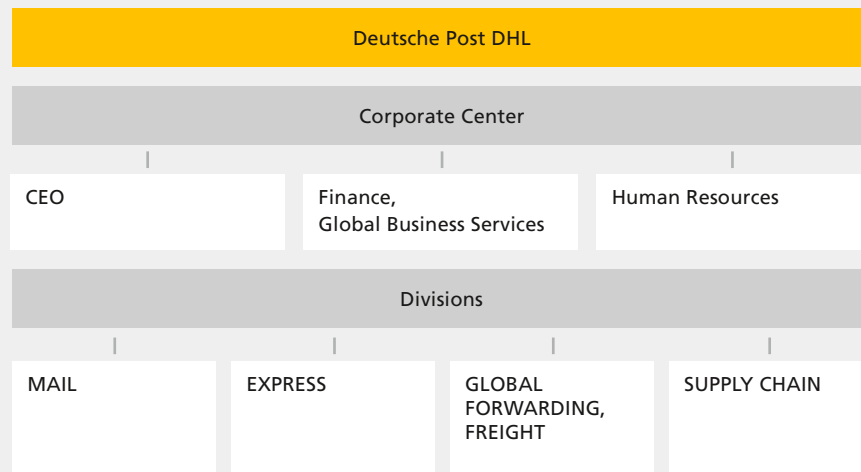 Deutsche Post DHL
Corporate Center
CEO
Finance,
Global Business Services
Human Resources
Divisions
MAIL
EXPRESS
GLOBAL
FORWARDING,
FREIGHT
SUPPLY CHAIN